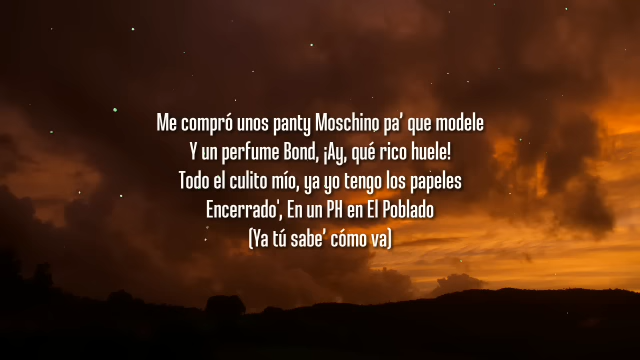 Me compró unos panty Moschino pa' que modele
Y un perfume Bond, ¡Ay, qué rico huele!
Todo el culito mío, ya yo tengo los papeles
Encerrado', En un PH en El Poblado
(Ya tú sabe' cómo va)